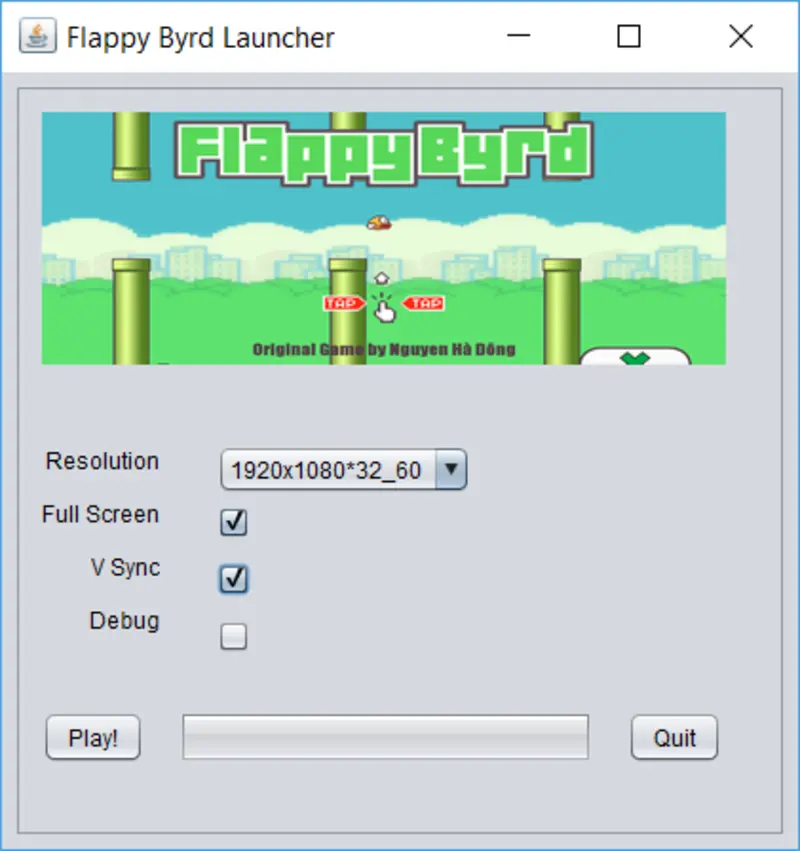 Flappy Byrd Launcher
FlappyByrd
TAP TAP
Original Game by Nguyen Hà Dông
Resolution 1920x1080*32_60
Full Screen
V Sync
Debug
Play! Quit